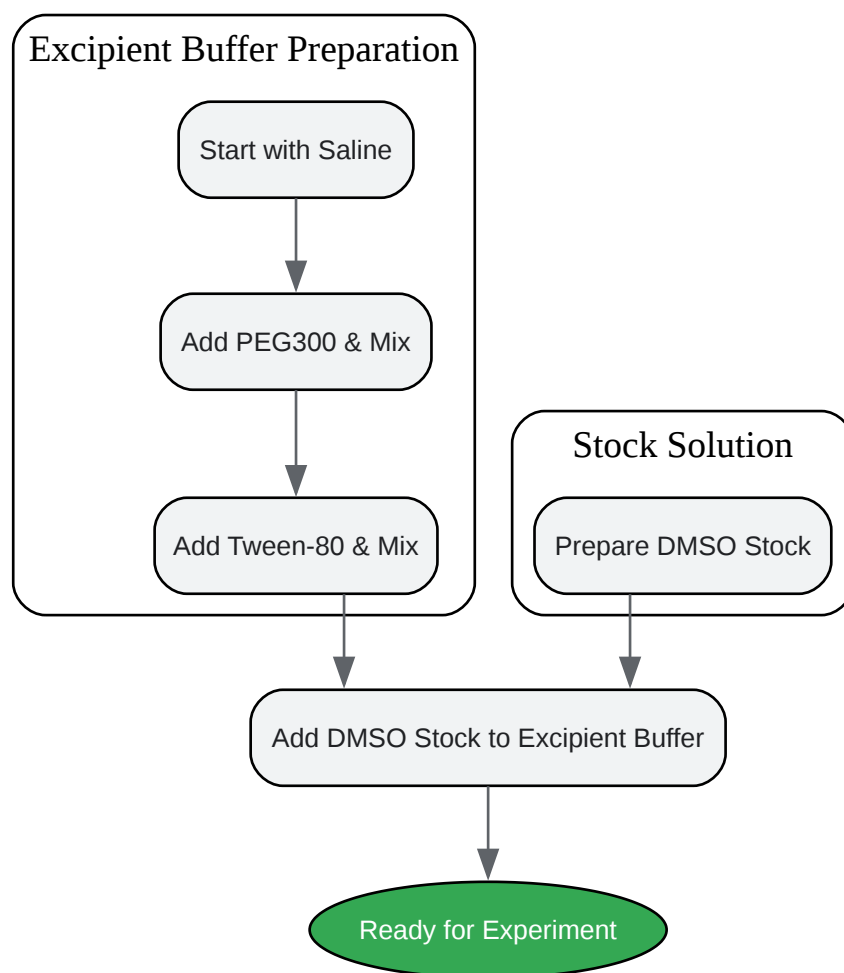 Excipient Buffer Preparation
Start with Saline
Add PEG300 & Mix
Add Tween-80 & Mix
Stock Solution
Prepare DMSO Stock
Add DMSO Stock to Excipient Buffer
Ready for Experiment